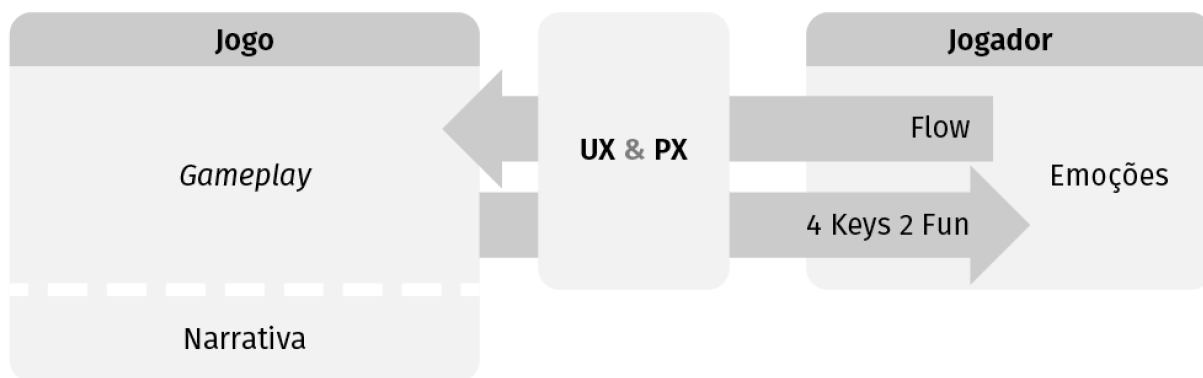 Jogo
Gameplay
Narrativa
UX & PX
Jogador
Flow
Emoções
4 Keys 2 Fun